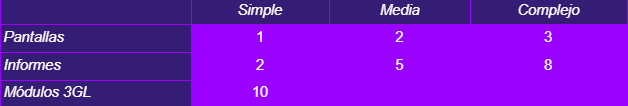 Simple Media Complejo
Pantallas 1 2 3
Informes 2 5 8
Módulos 3GL 10